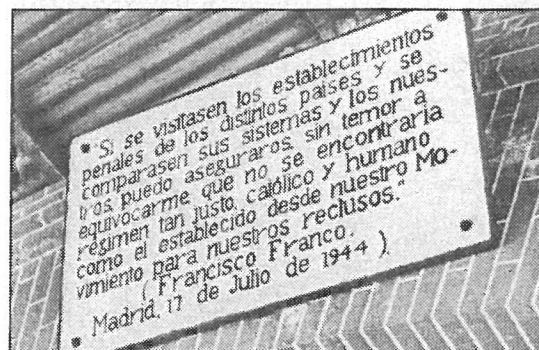 "Si se visitasen los establecimientos
penales de los distintos países y se
comparasen sus sistemas y los nues-
tros, puedo aseguraros, sin temor a
equivocarme que no se encontraría
régimen tan justo, católico y humano
como el establecido desde nuestro Mo-
vimiento para nuestros reclusos."
(Francisco Franco.
Madrid, 17 de Julio de 1944).